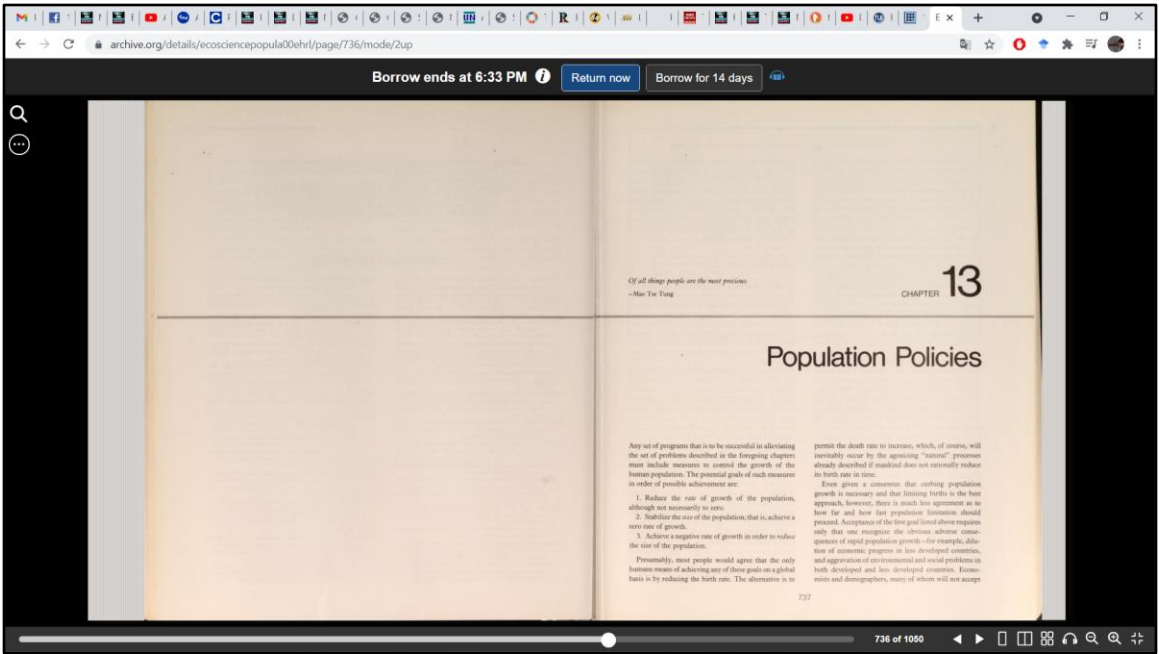 archive.org/details/ecosciencepopula00ehrl/page/736/mode/2up
Borrow ends at 6:33 PM
Return now
Borrow for 14 days
Of all things people are the most precious.
—Mao Tse Tung
CHAPTER 13
Population Policies
Any set of programs that is to be successful in alleviating
the set of problems described in the foregoing chapters
must include measures to control the growth of the
human population. The potential goals of such measures
in order of possible achievement are:
1. Reduce the rate of growth of the population,
although not necessarily to zero.
2. Stabilize the size of the population; that is, achieve a
zero rate of growth.
3. Achieve a negative rate of growth in order to reduce
the size of the population.
Presumably, most people would agree that the only
humane means of achieving any of these goals on a global
basis is by reducing the birth rate. The alternative is to
permit the death rate to increase, which, of course, will
inevitably occur by the agonizing "natural" processes
already described if mankind does not rationally reduce
its birth rate in time.
Even given a consensus that curbing population
growth is necessary and that limiting births is the best
approach, however, there is much less agreement as to
how far and how fast population limitation should
proceed. Acceptance of the first goal listed above requires
only that one recognize the obvious adverse conse-
quences of rapid population growth—for example, dilu-
tion of economic progress in less developed countries,
and aggravation of environmental and social problems in
both developed and less developed countries. Econo-
mists and demographers, many of whom will not accept
737
736 of 1050